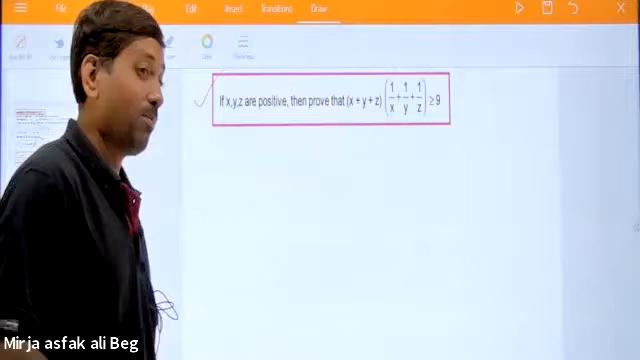 File
Edit
Insert
Transitions
Draw
If x,y,z are positive, then prove that (x + y + z) (1/x + 1/y + 1/z) ≥ 9
Mirja asfak ali Beg